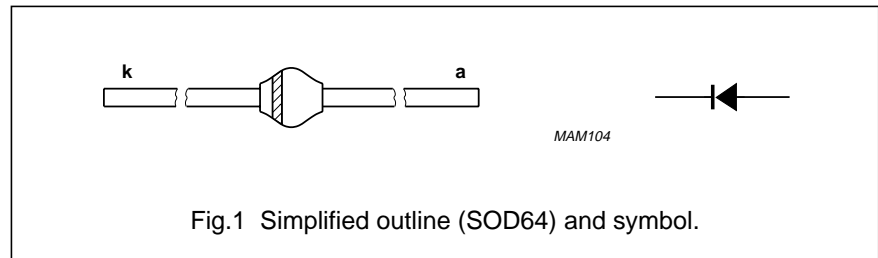 k
a
MAM104
Fig.1 Simplified outline (SOD64) and symbol.